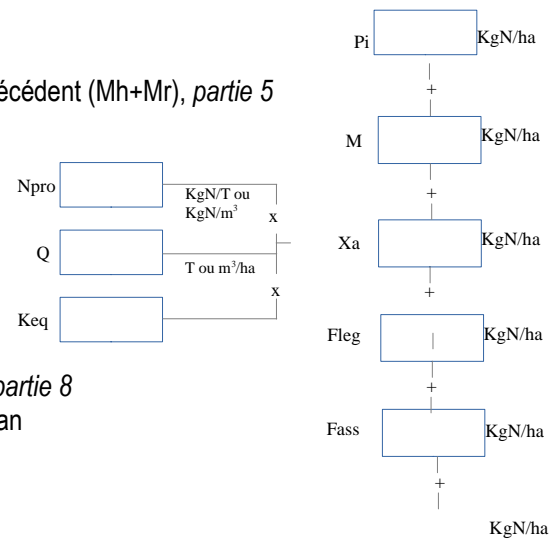 Pi KgN/ha
+
écédent (Mh+Mr), partie 5
M KgN/ha
+
Npro KgN/T ou
KgN/m³
x
Xa KgN/ha
Q T ou m³/ha
x
+
Keq
Fleg KgN/ha
partie 8
+
an
Fass KgN/ha
+
KgN/ha